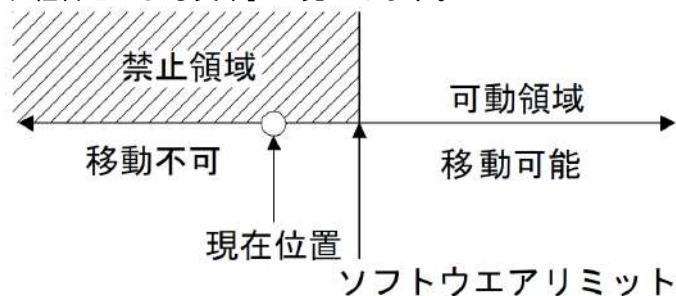 禁止領域
可動領域
移動不可
移動可能
現在位置
ソフトウエアリミット